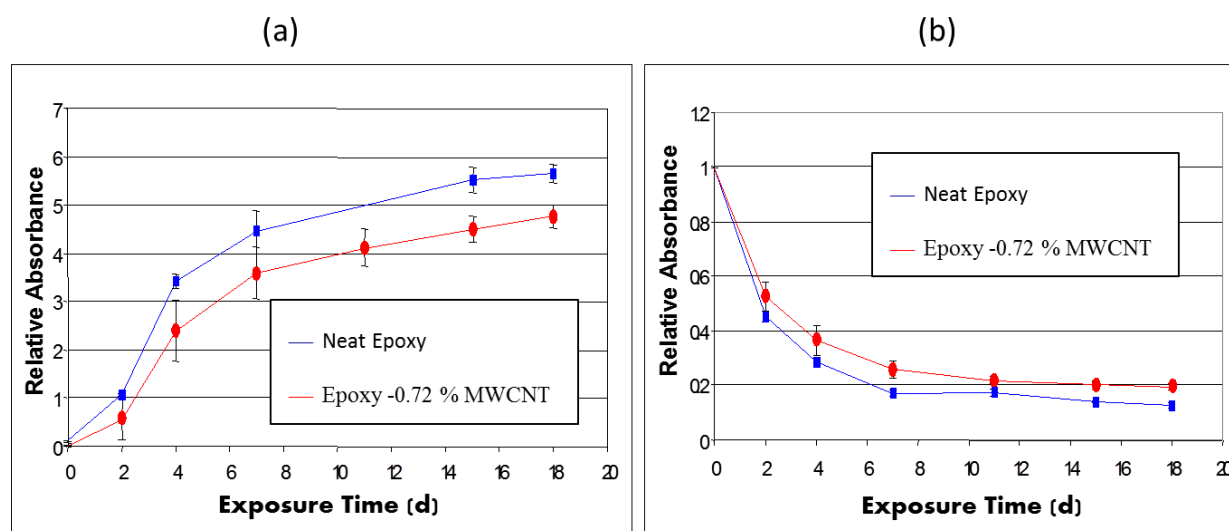 (a)
(b)
Relative Absorbance
7
6
5
4
3
2
1
0
0 2 4 6 8 10 12 14 16 18 20
Exposure Time (d)
Neat Epoxy
Epoxy -0.72 % MWCNT
Relative Absorbance
1.2
1
0.8
0.6
0.4
0.2
0
0 2 4 6 8 10 12 14 16 18 20
Exposure Time (d)
Neat Epoxy
Epoxy -0.72 % MWCNT